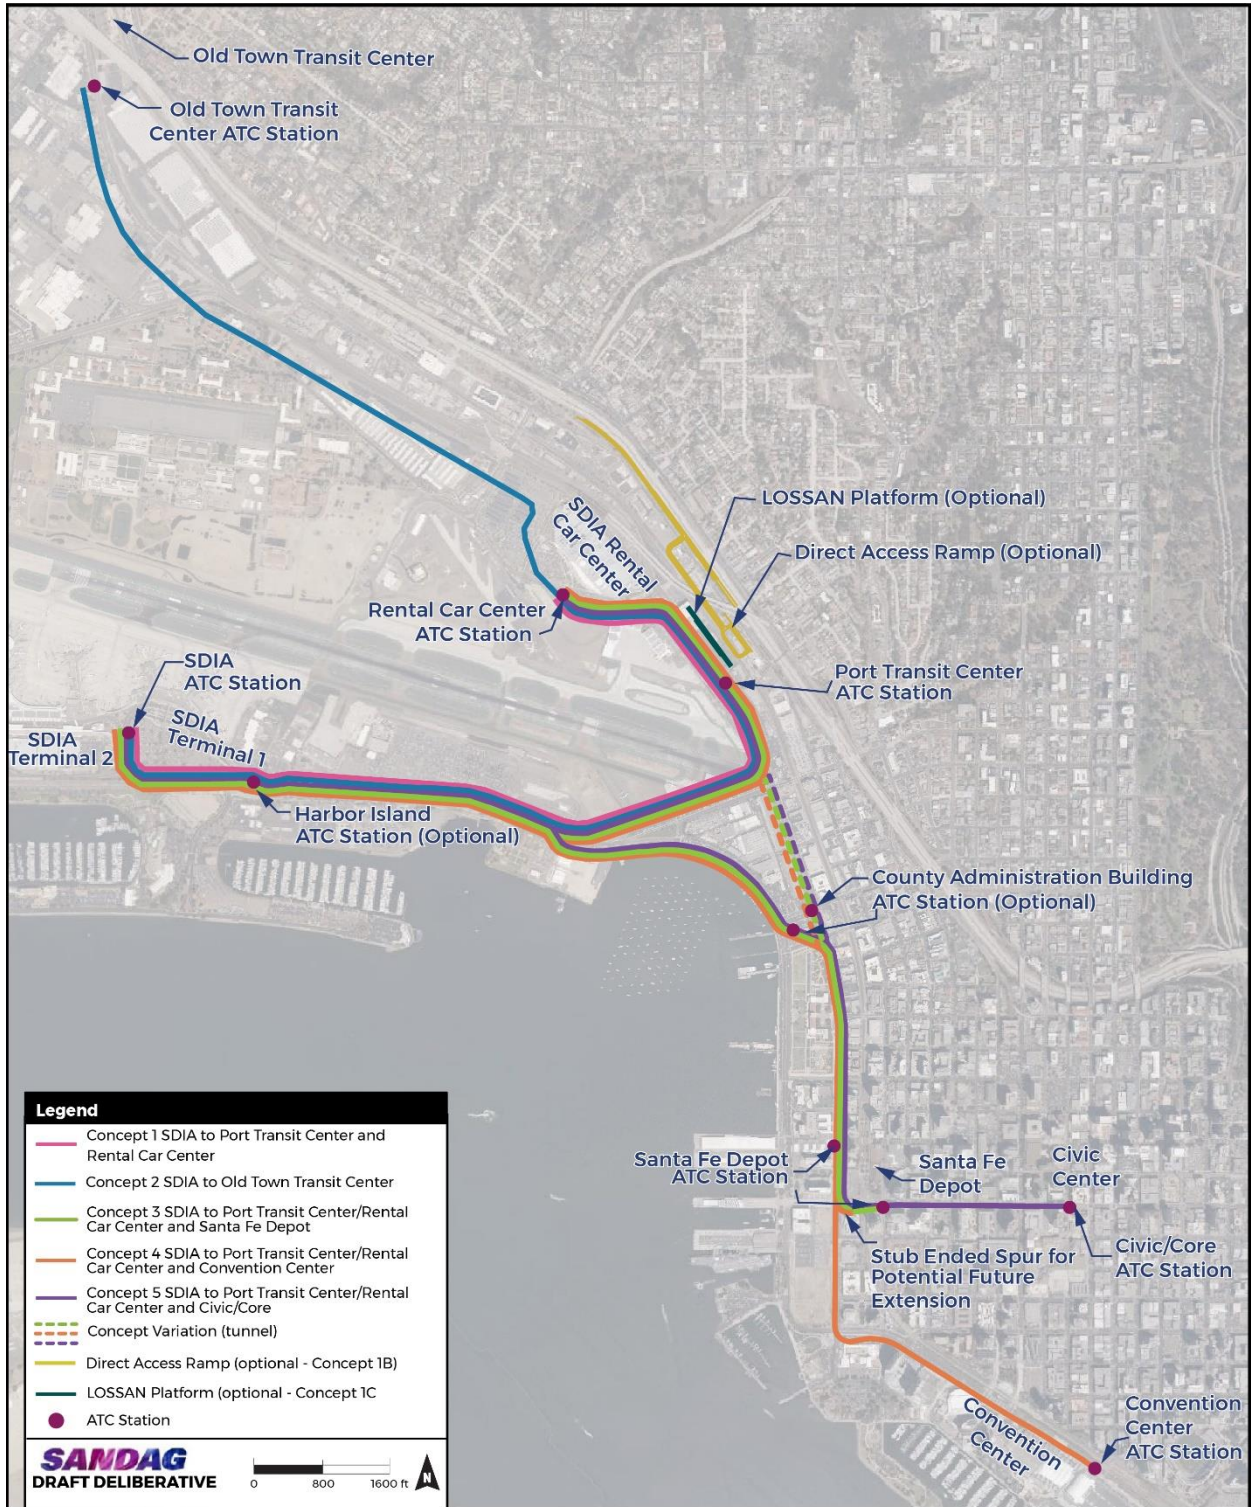 Old Town Transit Center
Old Town Transit
Center ATC Station
LOSSAN Platform (Optional)
SDIA Rental
Car Center
Direct Access Ramp (Optional)
Rental Car Center
ATC Station
Port Transit Center
ATC Station
SDIA
ATC Station
SDIA
Terminal 1
SDIA
Terminal 2
Harbor Island
ATC Station (Optional)
County Administration Building
ATC Station (Optional)
Santa Fe Depot
ATC Station
Santa Fe
Depot
Civic
Center
Civic/Core
ATC Station
Stub Ended Spur for
Potential Future
Extension
Convention
Center
Convention
Center
ATC Station
Legend
Concept 1 SDIA to Port Transit Center and
Rental Car Center
Concept 2 SDIA to Old Town Transit Center
Concept 3 SDIA to Port Transit Center/Rental
Car Center and Santa Fe Depot
Concept 4 SDIA to Port Transit Center/Rental
Car Center and Convention Center
Concept 5 SDIA to Port Transit Center/Rental
Car Center and Civic/Core
Concept Variation (tunnel)
Direct Access Ramp (optional - Concept 1B)
LOSSAN Platform (optional - Concept 1C
ATC Station
SANDAG
DRAFT DELIBERATIVE
0 800 1600 ft
N